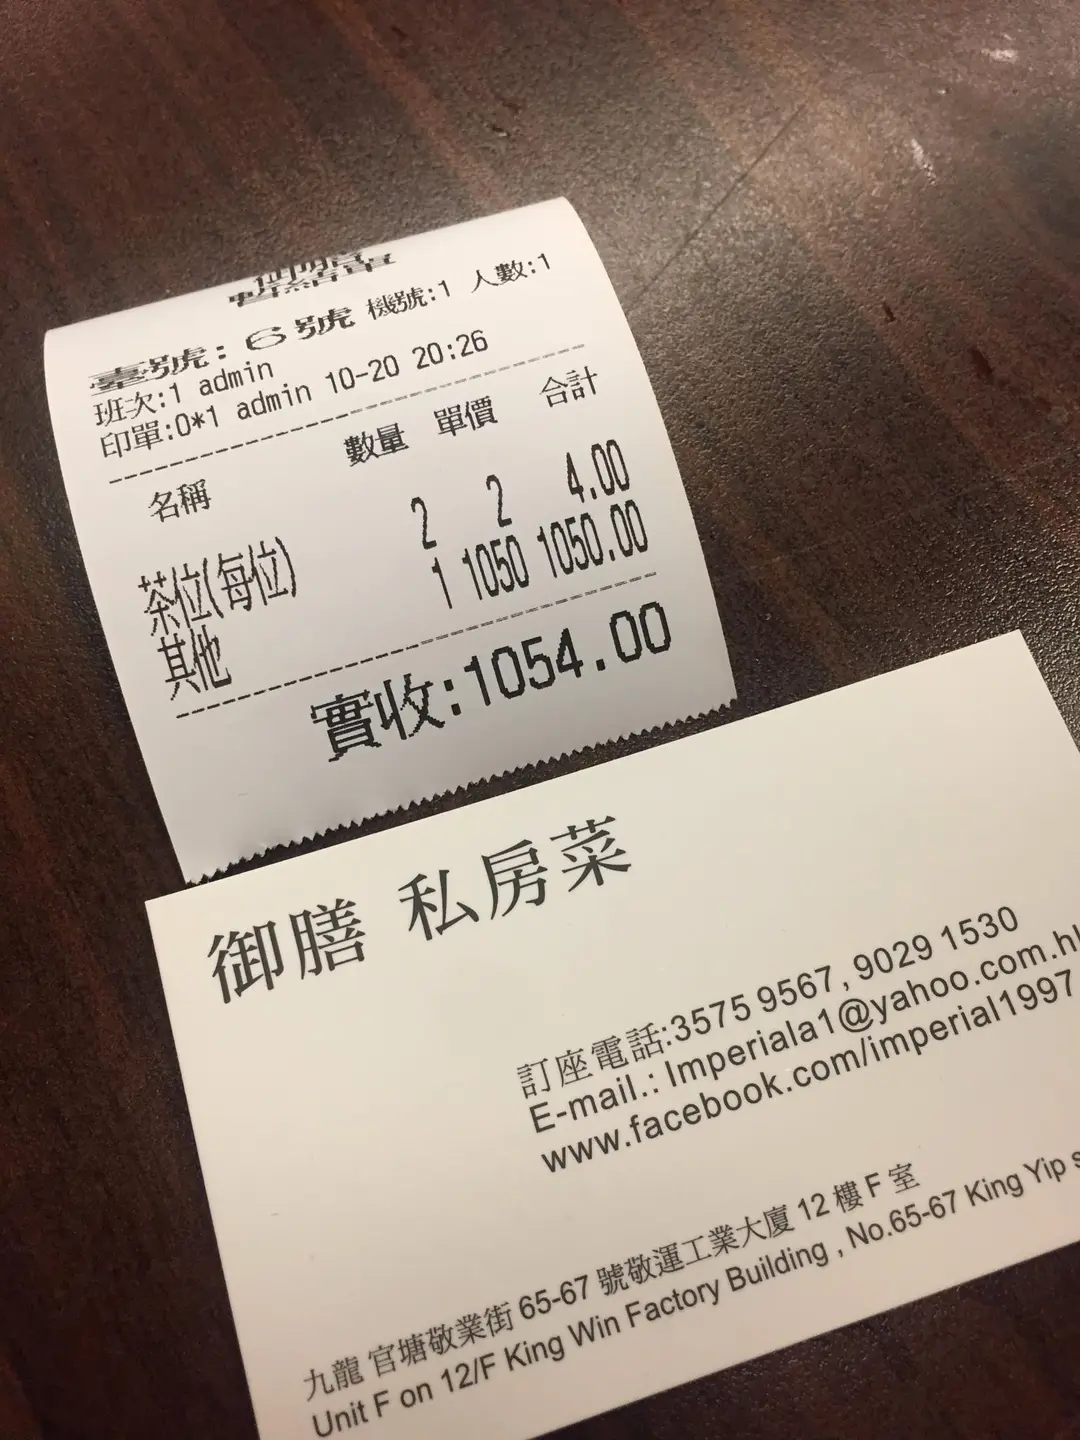 御膳
暫結單
臺號: 6號 機號:1 人數:1
班次:1 admin
印單:0*1 admin 10-20 20:26
名稱 數量 單價 合計
茶位(每位) 2 2 4.00
其他 1 1050 1050.00
實收:1054.00
御膳 私房菜
訂座電話:3575 9567, 9029 1530
E-mail.: Imperiala1@yahoo.com.hk
www.facebook.com/imperial1997
九龍 官塘敬業街 65-67 號敬運工業大廈 12 樓 F 室
Unit F on 12/F King Win Factory Building , No.65-67 King Yip